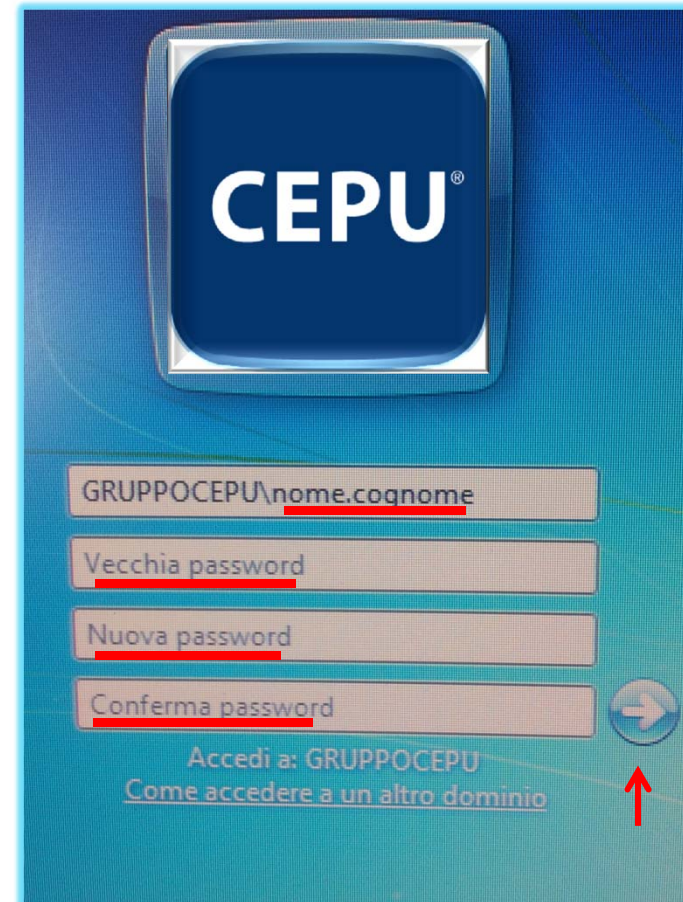 CEPU®
GRUPPOCEPU\nome.cognome
Vecchia password
Nuova password
Conferma password
Accedi a: GRUPPOCEPU
Come accedere a un altro dominio